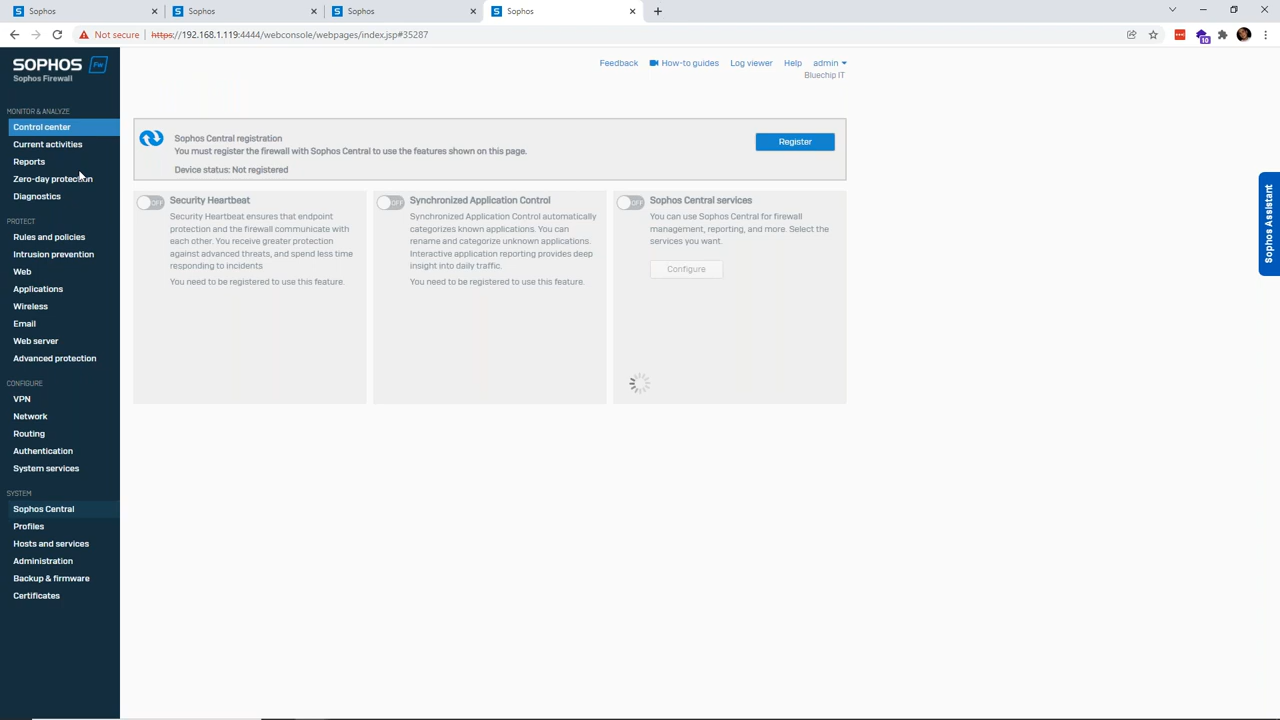 Sophos
Sophos
Sophos
Sophos
Not secure
https://192.168.1.119:4444/webconsole/webpages/index.jsp#35287
10
SOPHOS
Fw
Sophos Firewall
Feedback
How-to guides
Log viewer
Help
admin
Bluechip IT
MONITOR & ANALYZE
Control center
Current activities
Reports
Zero-day protection
Diagnostics
PROTECT
Rules and policies
Intrusion prevention
Web
Applications
Wireless
Email
Web server
Advanced protection
CONFIGURE
VPN
Network
Routing
Authentication
System services
SYSTEM
Sophos Central
Profiles
Hosts and services
Administration
Backup & firmware
Certificates
Sophos Central registration
You must register the firewall with Sophos Central to use the features shown on this page.
Device status: Not registered
Register
OFF
Security Heartbeat
Security Heartbeat ensures that endpoint
protection and the firewall communicate with
each other. You receive greater protection
against advanced threats, and spend less time
responding to incidents
You need to be registered to use this feature.
OFF
Synchronized Application Control
Synchronized Application Control automatically
categorizes known applications. You can
rename and categorize unknown applications.
Interactive application reporting provides deep
insight into daily traffic.
You need to be registered to use this feature.
OFF
Sophos Central services
You can use Sophos Central for firewall
management, reporting, and more. Select the
services you want.
Configure
Sophos Assistant